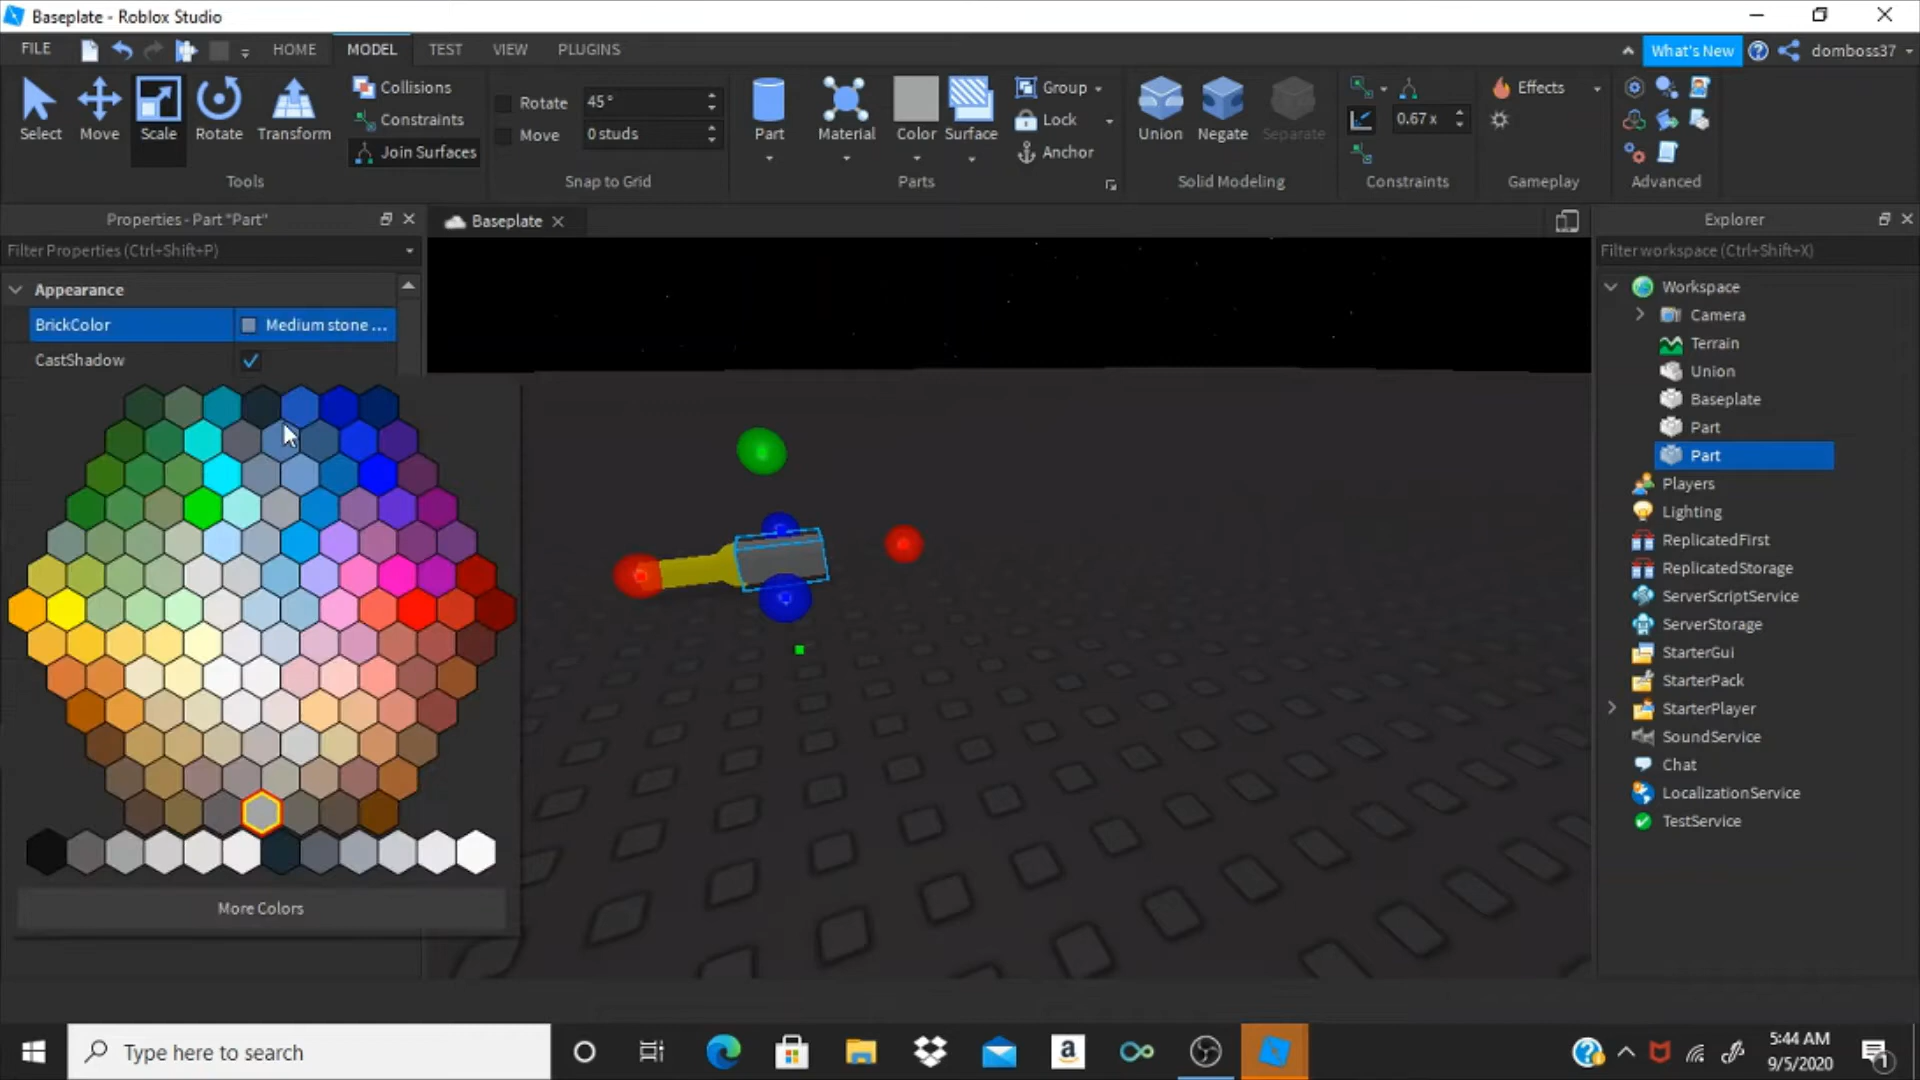 Baseplate - Roblox Studio
FILE HOME MODEL TEST VIEW PLUGINS What's New domboss37
Select Move Scale Rotate Transform
Collisions
Constraints
Join Surfaces
Tools
Rotate 45°
Move 0 studs
Snap to Grid
Part Material Color Surface
Group
Lock
Anchor
Parts
Union Negate Separate
Solid Modeling
0.67 x
Constraints
Effects
Gameplay
Advanced
Properties - Part "Part"
Filter Properties (Ctrl+Shift+P)
Appearance
BrickColor Medium stone ...
CastShadow
More Colors
Baseplate
Explorer
Filter workspace (Ctrl+Shift+X)
Workspace
Camera
Terrain
Union
Baseplate
Part
Part
Players
Lighting
ReplicatedFirst
ReplicatedStorage
ServerScriptService
ServerStorage
StarterGui
StarterPack
StarterPlayer
SoundService
Chat
LocalizationService
TestService
Type here to search
a
5:44 AM
9/5/2020
1